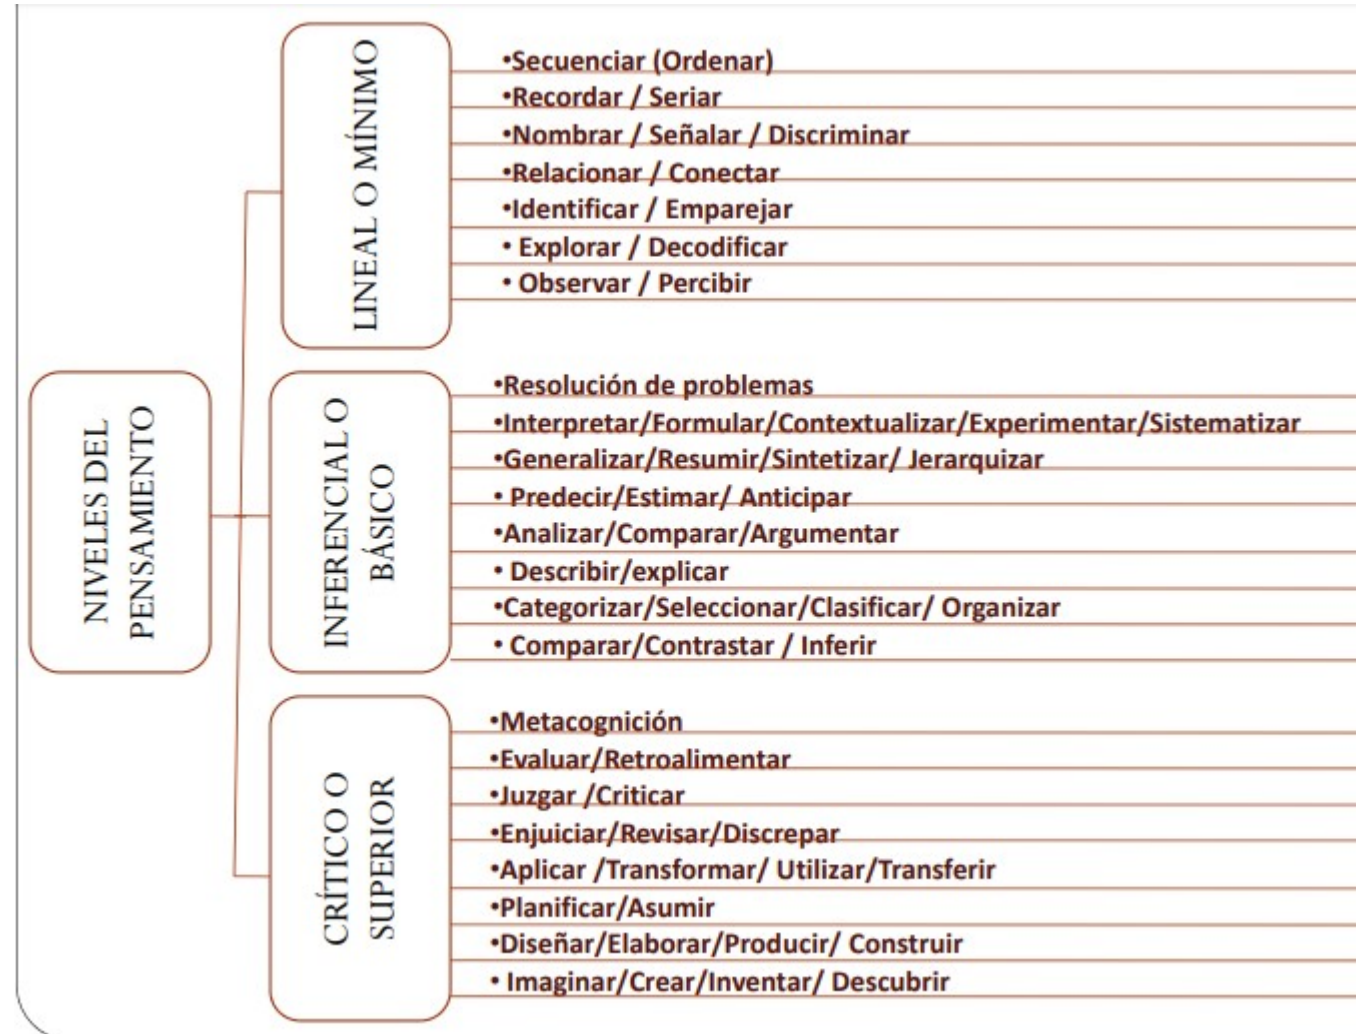 NIVELES DEL
PENSAMIENTO
LINEAL O MÍNIMO
•Secuenciar (Ordenar)
•Recordar / Seriar
•Nombrar / Señalar / Discriminar
•Relacionar / Conectar
•Identificar / Emparejar
• Explorar / Decodificar
• Observar / Percibir
INFERENCIAL O
BÁSICO
•Resolución de problemas
•Interpretar/Formular/Contextualizar/Experimentar/Sistematizar
•Generalizar/Resumir/Sintetizar/ Jerarquizar
• Predecir/Estimar/ Anticipar
•Analizar/Comparar/Argumentar
• Describir/explicar
•Categorizar/Seleccionar/Clasificar/ Organizar
• Comparar/Contrastar / Inferir
CRÍTICO O
SUPERIOR
•Metacognición
•Evaluar/Retroalimentar
•Juzgar /Criticar
•Enjuiciar/Revisar/Discrepar
•Aplicar /Transformar/ Utilizar/Transferir
•Planificar/Asumir
•Diseñar/Elaborar/Producir/ Construir
• Imaginar/Crear/Inventar/ Descubrir